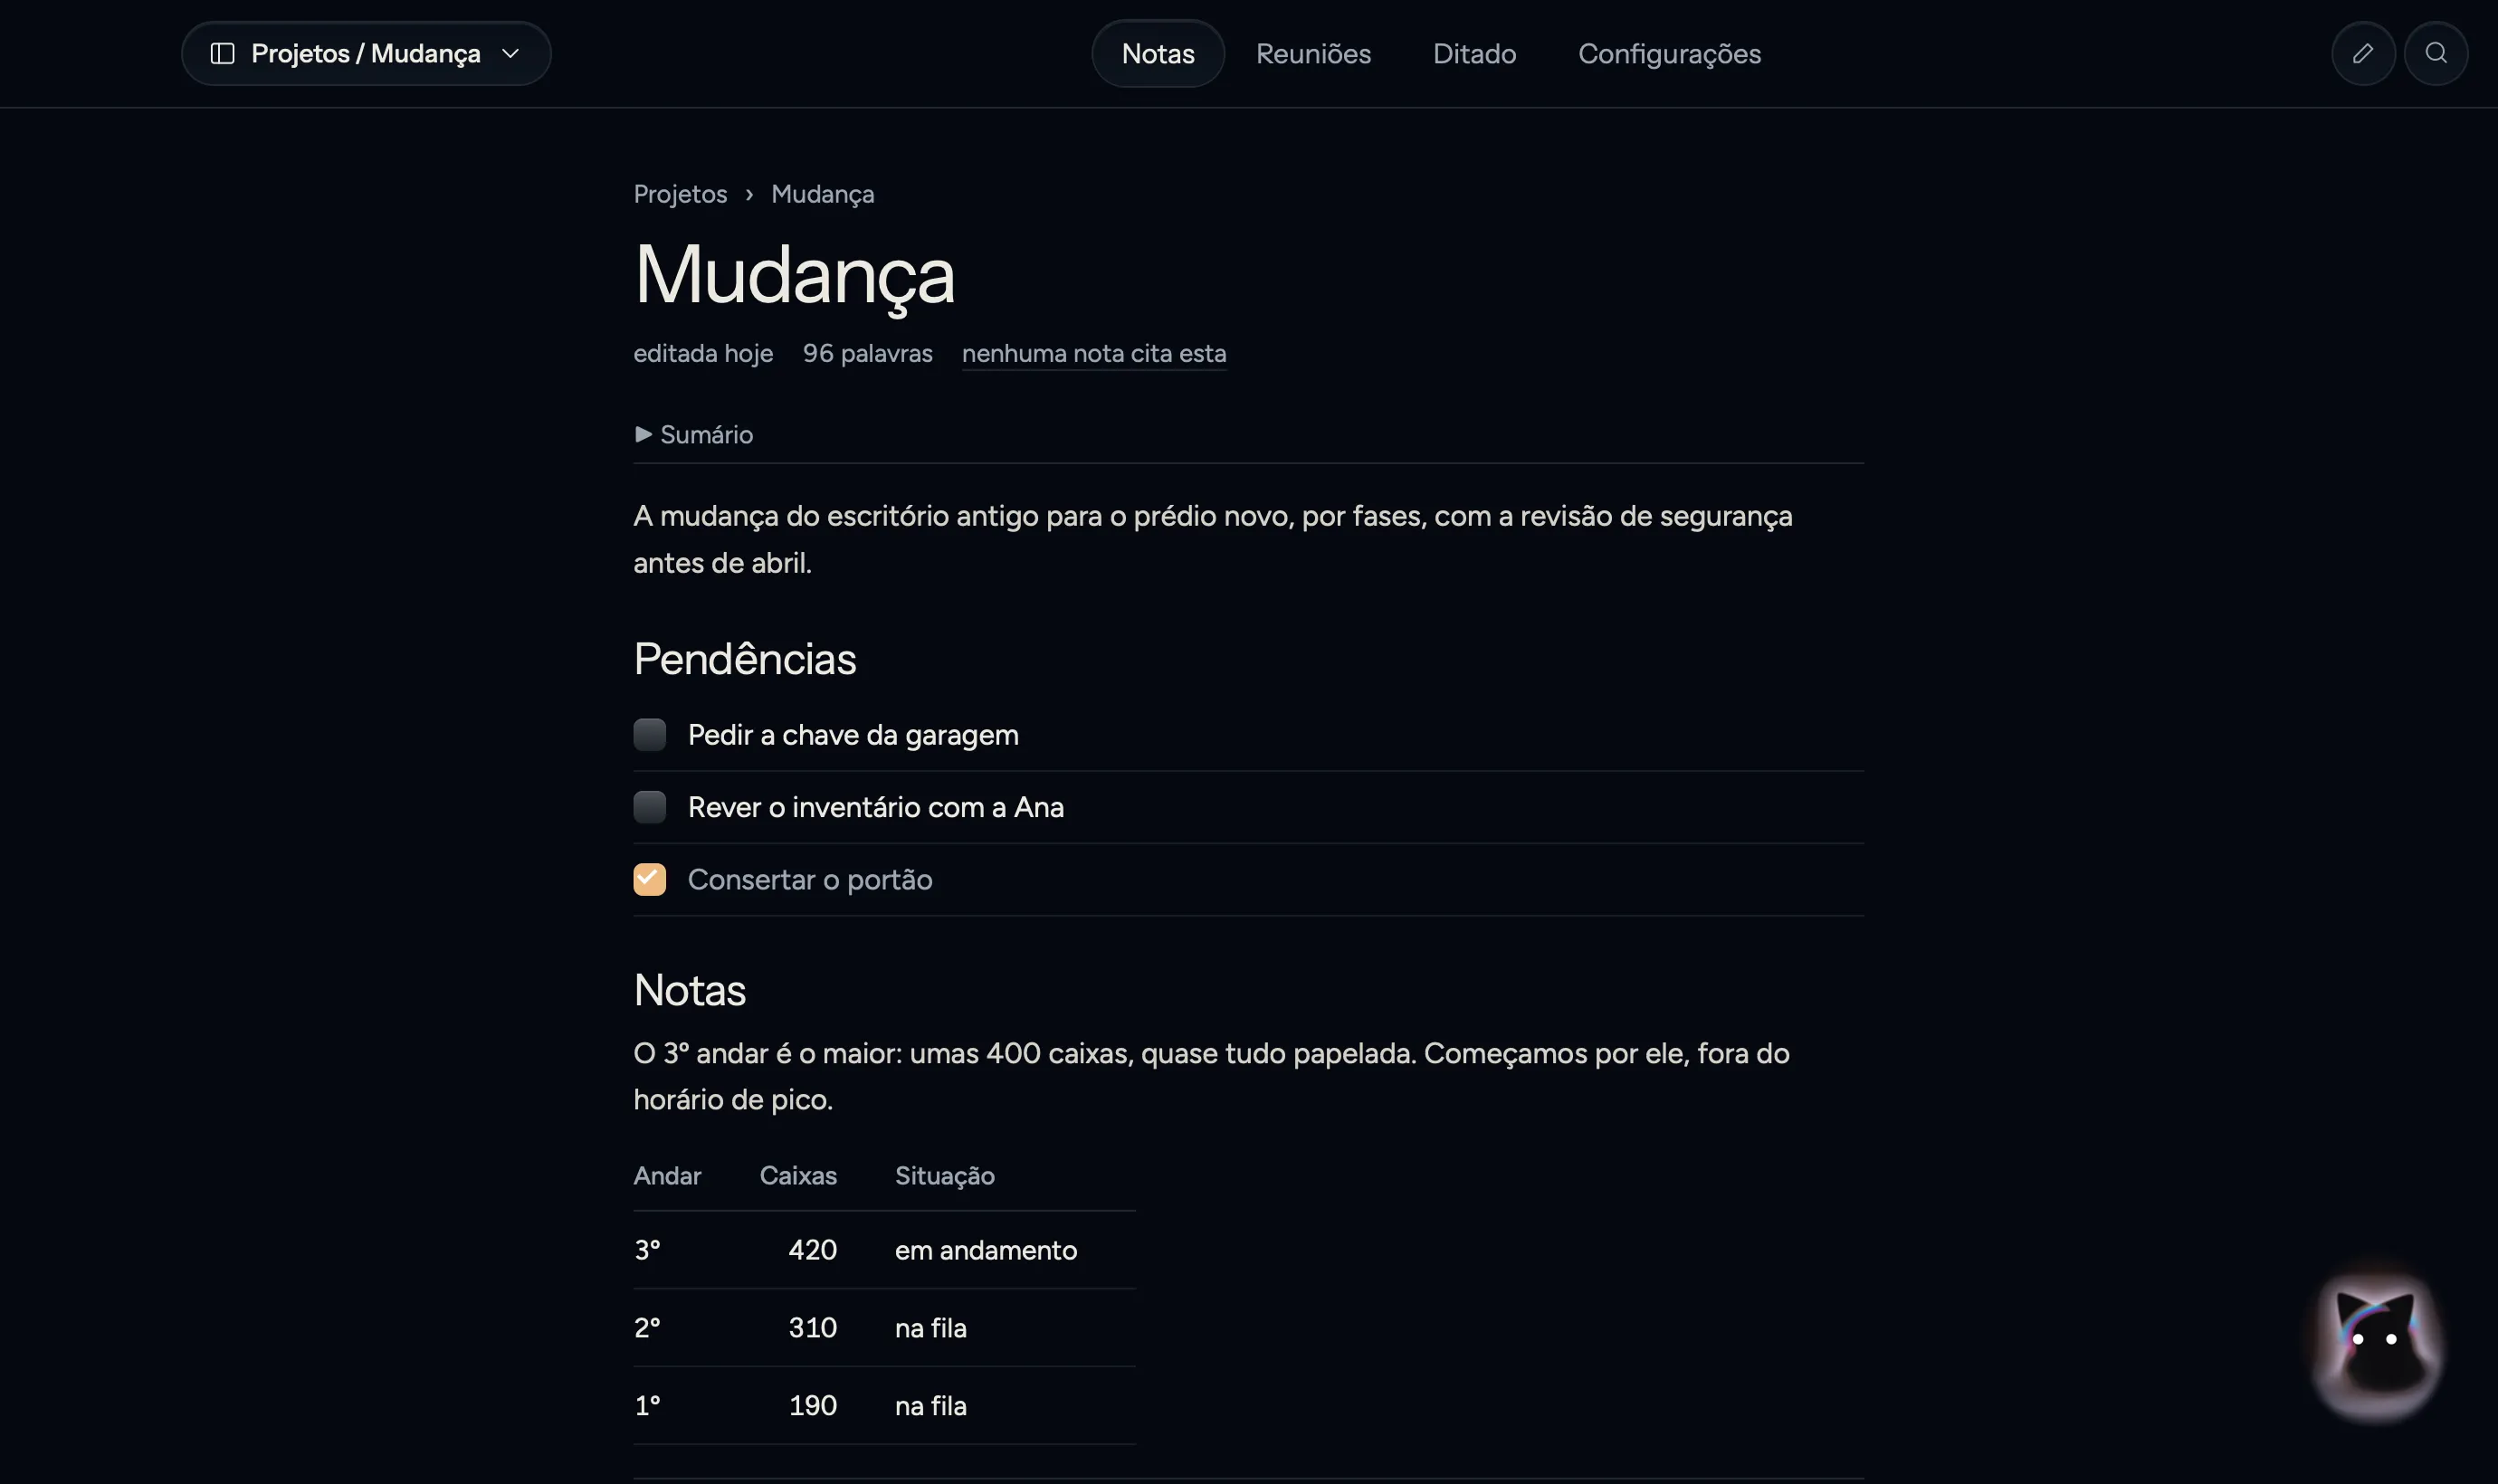 Projetos / Mudança
Notas
Reuniões
Ditado
Configurações
Projetos › Mudança
Mudança
editada hoje 96 palavras nenhuma nota cita esta
Sumário
A mudança do escritório antigo para o prédio novo, por fases, com a revisão de segurança
antes de abril.
Pendências
Pedir a chave da garagem
Rever o inventário com a Ana
Consertar o portão
Notas
O 3º andar é o maior: umas 400 caixas, quase tudo papelada. Começamos por ele, fora do
horário de pico.
Andar Caixas Situação
3º 420 em andamento
2º 310 na fila
1º 190 na fila